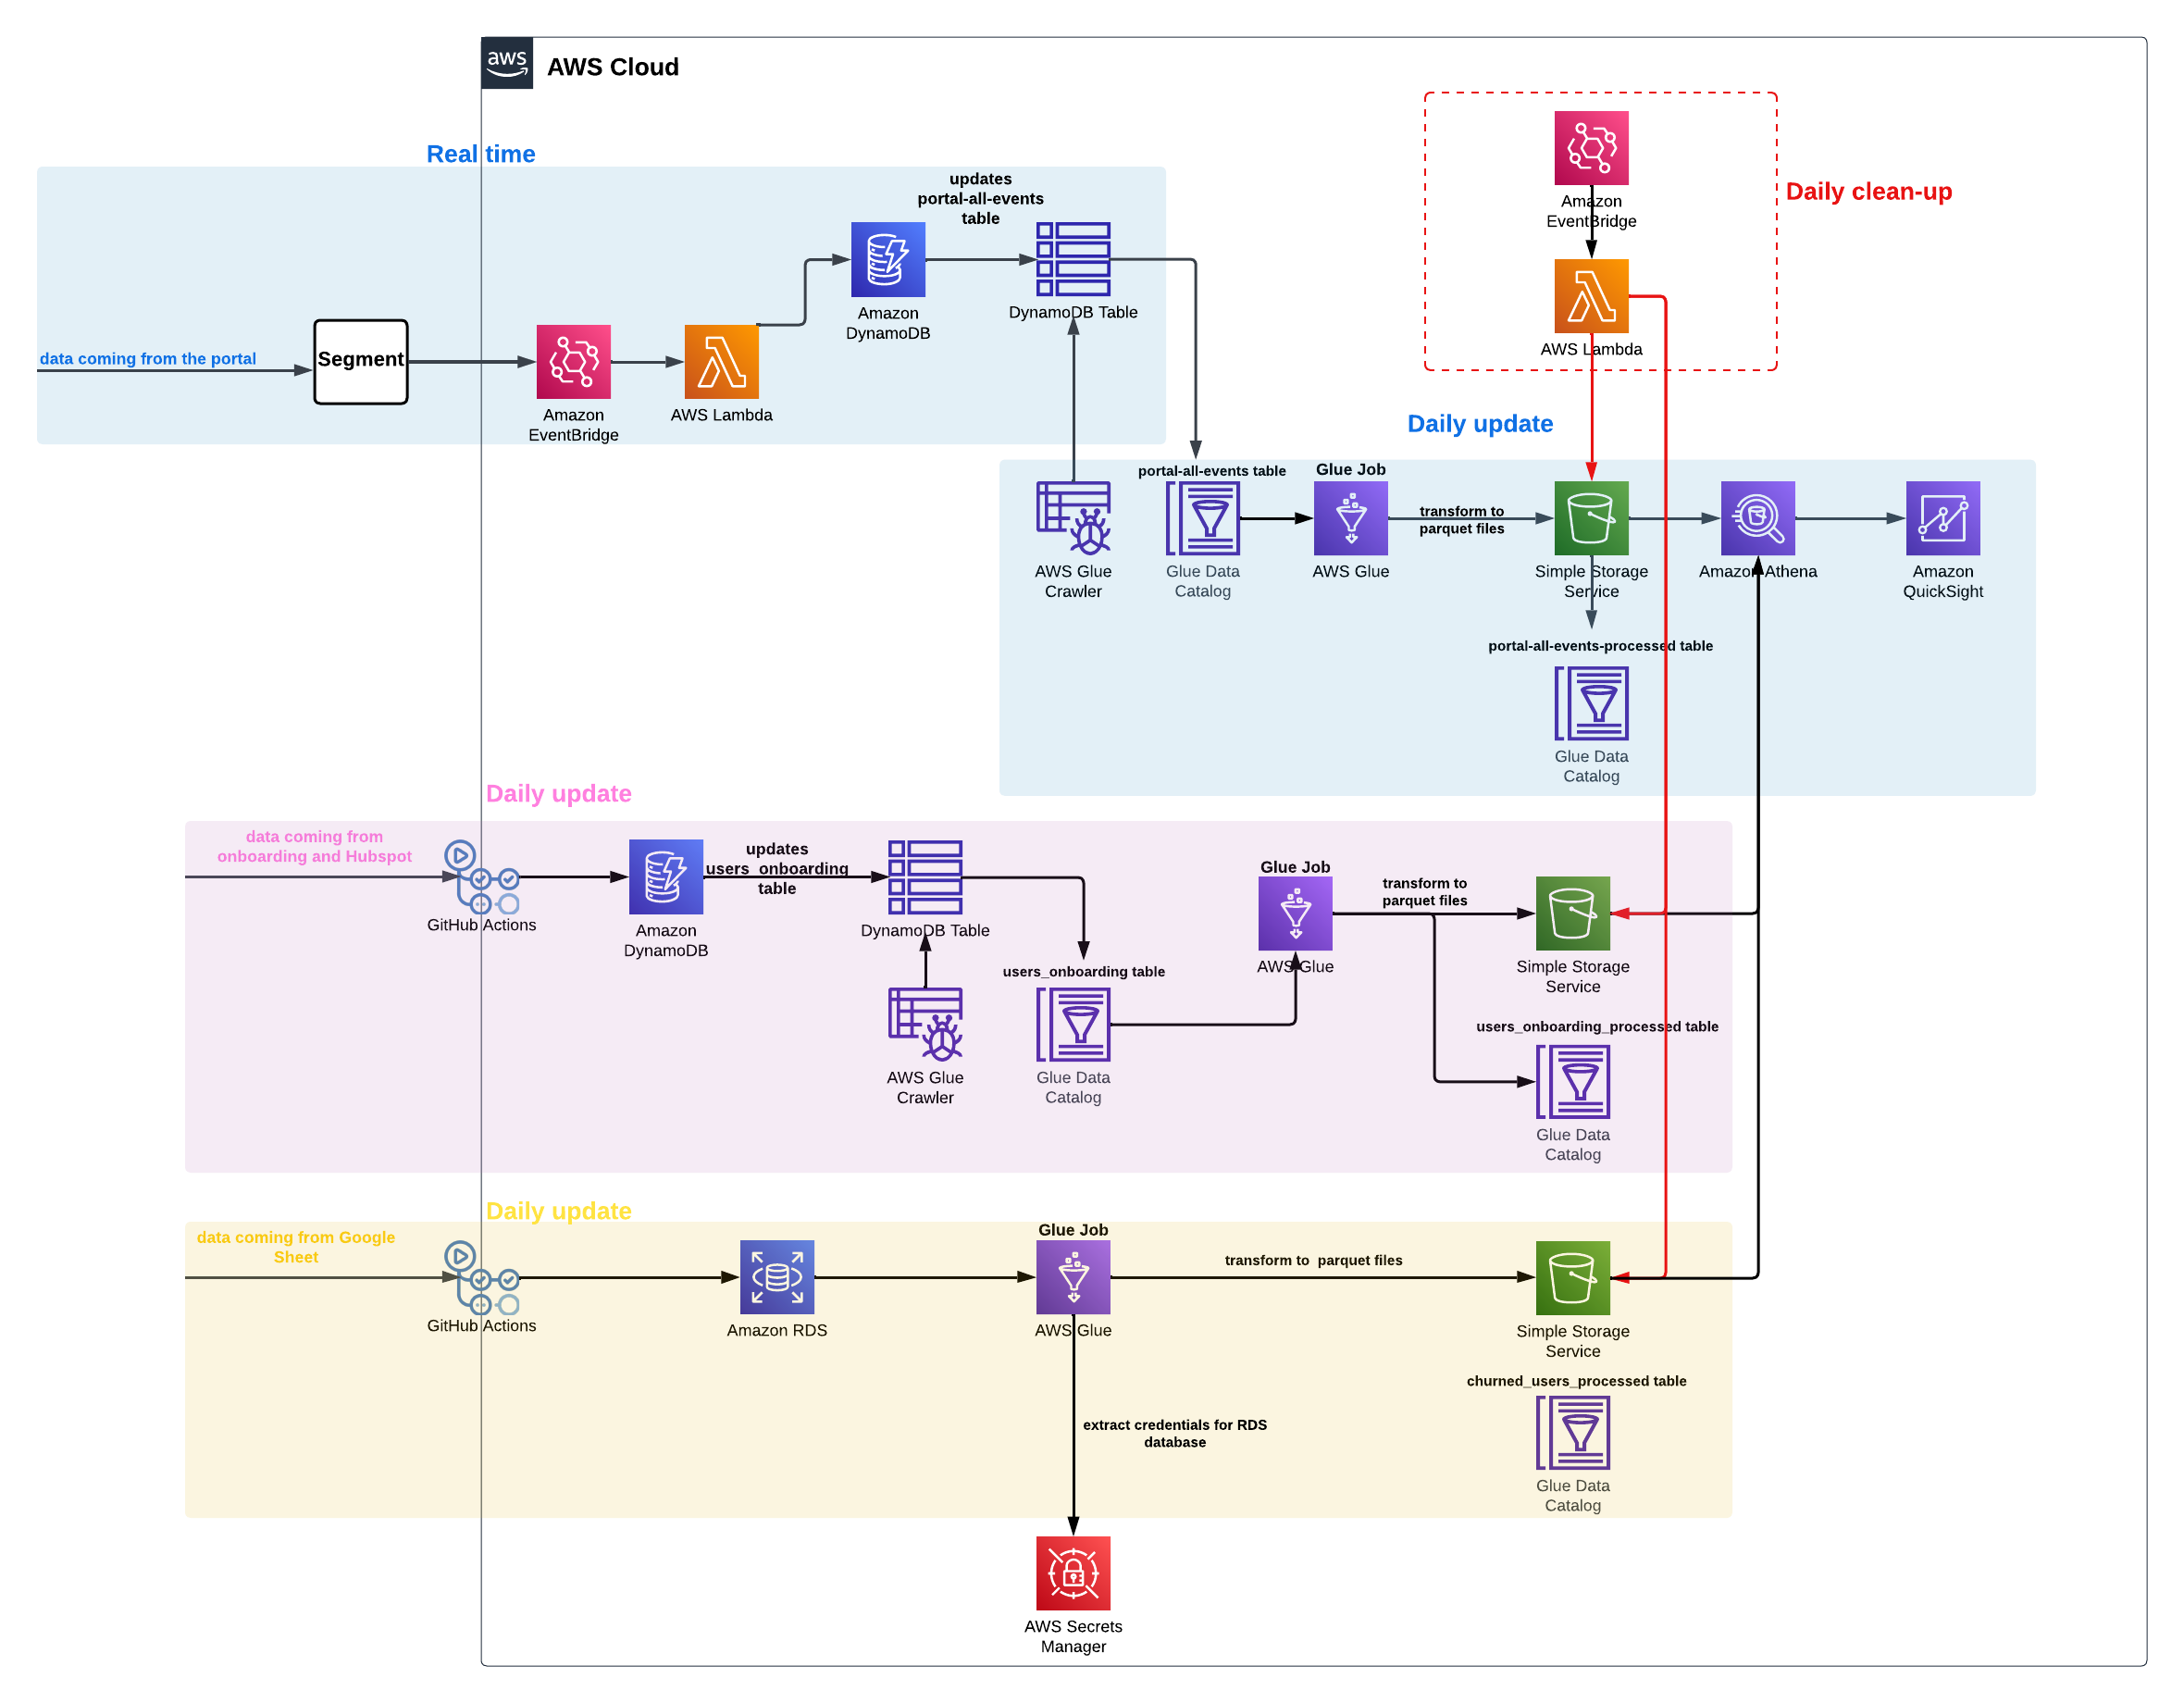 aws
AWS Cloud
Real time
updates
portal-all-events
table
data coming from the portal
Segment
Amazon
EventBridge
AWS Lambda
Amazon
DynamoDB
DynamoDB Table
Amazon
EventBridge
AWS Lambda
Daily clean-up
Daily update
portal-all-events table
Glue Job
transform to
parquet files
AWS Glue
Crawler
Glue Data
Catalog
AWS Glue
Simple Storage
Service
Amazon Athena
Amazon
QuickSight
portal-all-events-processed table
Glue Data
Catalog
Daily update
data coming from
onboarding and Hubspot
GitHub Actions
Amazon
DynamoDB
updates
users_onboarding
table
DynamoDB Table
AWS Glue
Crawler
users_onboarding table
Glue Data
Catalog
Glue Job
AWS Glue
transform to
parquet files
Simple Storage
Service
users_onboarding_processed table
Glue Data
Catalog
Daily update
data coming from Google
Sheet
GitHub Actions
Amazon RDS
Glue Job
AWS Glue
transform to parquet files
Simple Storage
Service
churned_users_processed table
Glue Data
Catalog
extract credentials for RDS
database
AWS Secrets
Manager